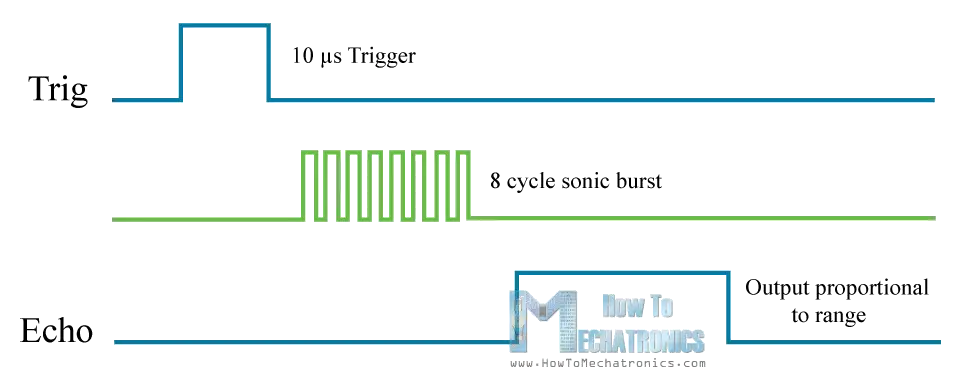 10 µs Trigger
Trig
8 cycle sonic burst
Output proportional
to range
Echo
How To
Mechatronics
www.HowToMechatronics.com